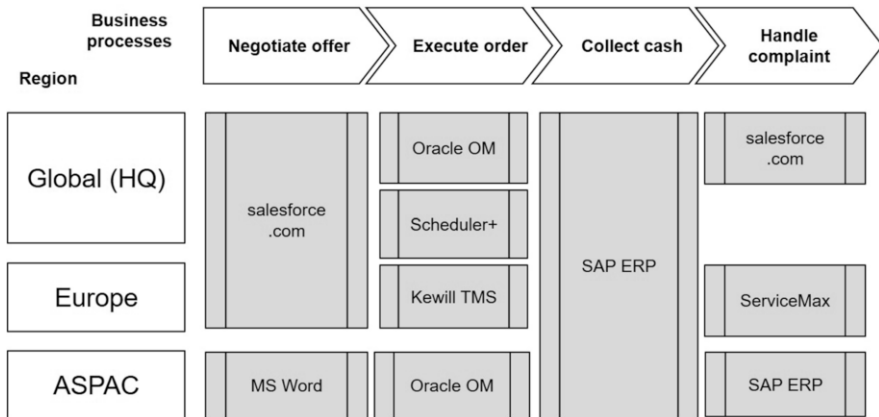 Business
processes
Negotiate offer
Execute order
Collect cash
Handle
complaint
Region
Global (HQ)
salesforce
.com
Oracle OM
Scheduler+
SAP ERP
salesforce
.com
Europe
Kewill TMS
ServiceMax
ASPAC
MS Word
Oracle OM
SAP ERP